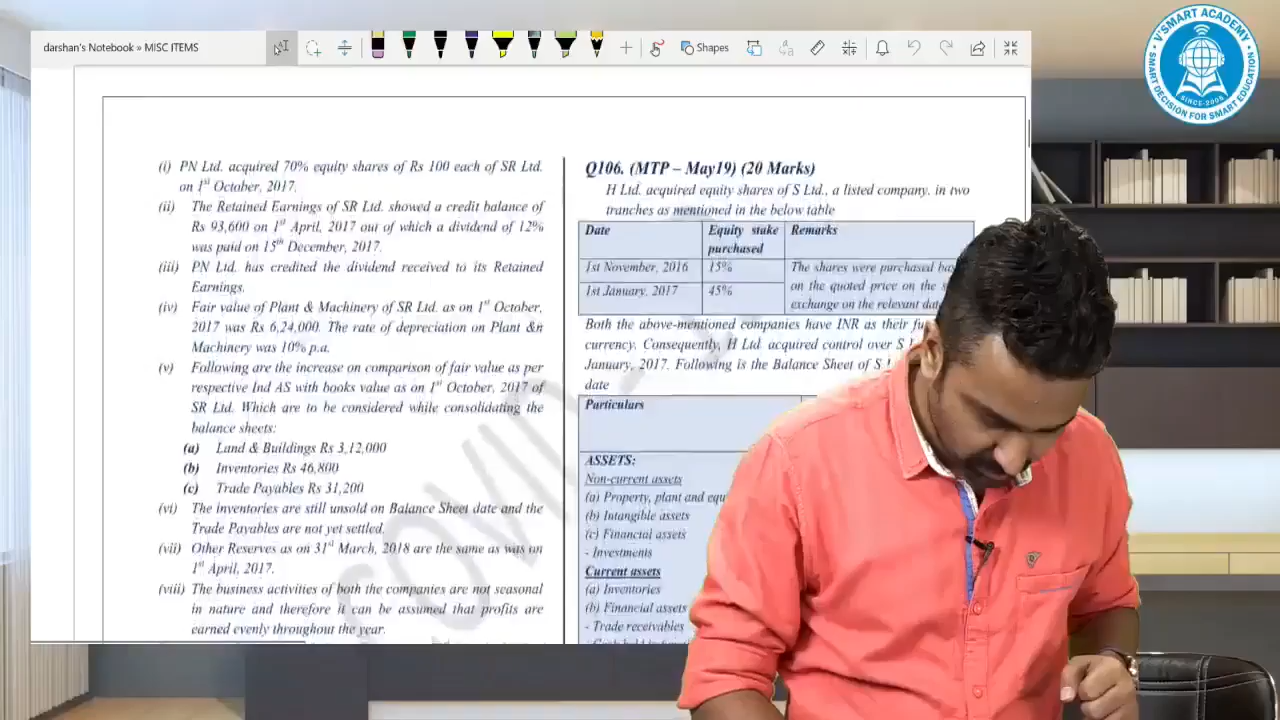 darshan's Notebook » MISC ITEMS
Shapes
V'SMART ACADEMY
SINCE-2005
SMART DECISION FOR SMART EDUCATION
(i) PN Ltd. acquired 70% equity shares of Rs 100 each of SR Ltd.
on 1st October, 2017.
(ii) The Retained Earnings of SR Ltd. showed a credit balance of
Rs 93,600 on 1st April, 2017 out of which a dividend of 12%
was paid on 15th December, 2017.
(iii) PN Ltd. has credited the dividend received to its Retained
Earnings.
(iv) Fair value of Plant & Machinery of SR Ltd. as on 1st October,
2017 was Rs 6,24,000. The rate of depreciation on Plant &n
Machinery was 10% p.a.
(v) Following are the increase on comparison of fair value as per
respective Ind AS with books value as on 1st October, 2017 of
SR Ltd. Which are to be considered while consolidating the
balance sheets:
(a) Land & Buildings Rs 3,12,000
(b) Inventories Rs 46,800
(c) Trade Payables Rs 31,200
(vi) The inventories are still unsold on Balance Sheet date and the
Trade Payables are not yet settled.
(vii) Other Reserves as on 31st March, 2018 are the same as was on
1st April, 2017.
(viii) The business activities of both the companies are not seasonal
in nature and therefore it can be assumed that profits are
earned evenly throughout the year.
Q106. (MTP – May19) (20 Marks)
H Ltd. acquired equity shares of S Ltd., a listed company, in two
tranches as mentioned in the below table
Date Equity stake purchased Remarks
1st November, 2016 15% The shares were purchased
1st January, 2017 45% on the quoted price on the
exchange on the relevant
Both the above-mentioned companies have INR as their
currency. Consequently, H Ltd. acquired control over S
January, 2017. Following is the Balance Sheet of S
date
Particulars
ASSETS:
Non-current assets
(a) Property, plant and
(b) Intangible assets
(c) Financial assets
- Investments
Current assets
(a) Inventories
(b) Financial assets
- Trade receivables